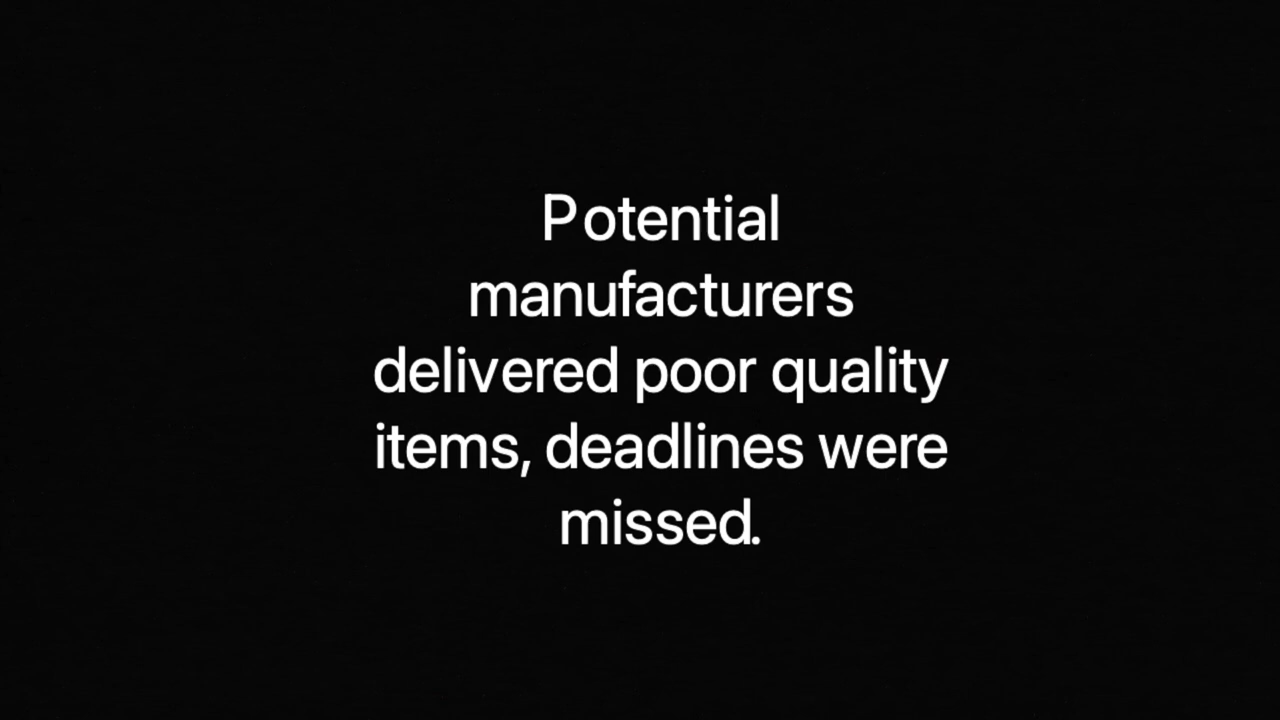 Potential
manufacturers
delivered poor quality
items, deadlines were
missed.